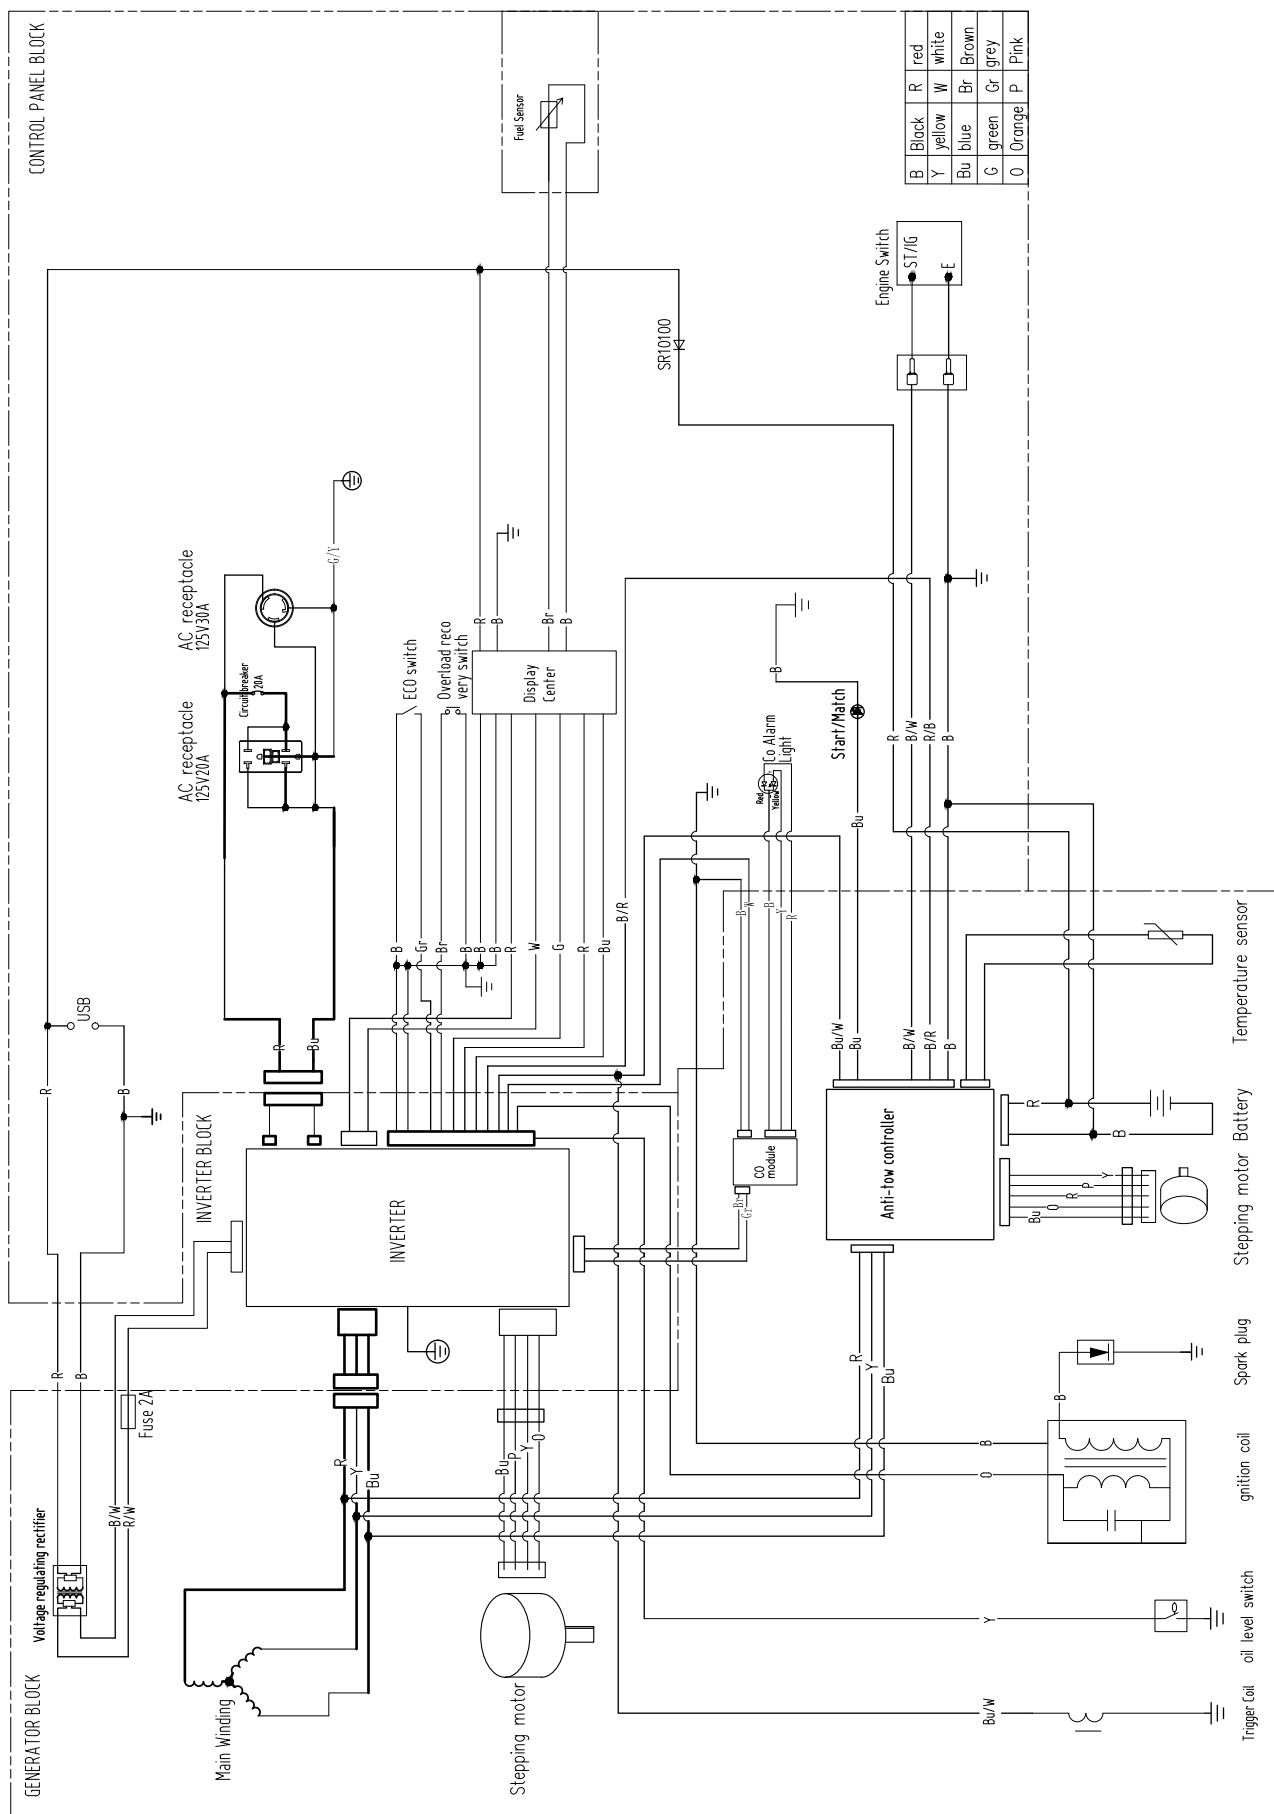 CONTROL PANEL BLOCK
B Black R red
Y yellow W white
Bu blue Br Brown
G green Gr grey
O Orange P Pink
Fuel Sensor
Engine Switch
ST/IG
E
SR10100
AC receptacle
125V30A
G/Y
Circuit breaker
20A
AC receptacle
125V20A
ECO switch
Overload reco
very switch
Display
Center
R
B
Br
B
B
Gr
Br
B
B
B
R
W
G
R
Bu
B/R
Start/Match
B
Bu
Co Alarm
Light
Red
Yellow
R
B/W
R/B
B
B
W
B
Y
R
USB
R
B
R
Bu
Bu/W
Bu
B/W
B/R
B
Temperature sensor
INVERTER BLOCK
INVERTER
CO
module
Br
Gr
Anti-tow controller
R
B
Battery
Y
P
R
O
Bu
Stepping motor
R
B
Fuse 2A
R
Y
Bu
Bu
P
Y
O
R
Y
Bu
B
Spark plug
B
O
gnition coil
Voltage regulating rectifier
B/W
R/W
GENERATOR BLOCK
Main Winding
Stepping motor
Y
oil level switch
Bu/W
Trigger Coil